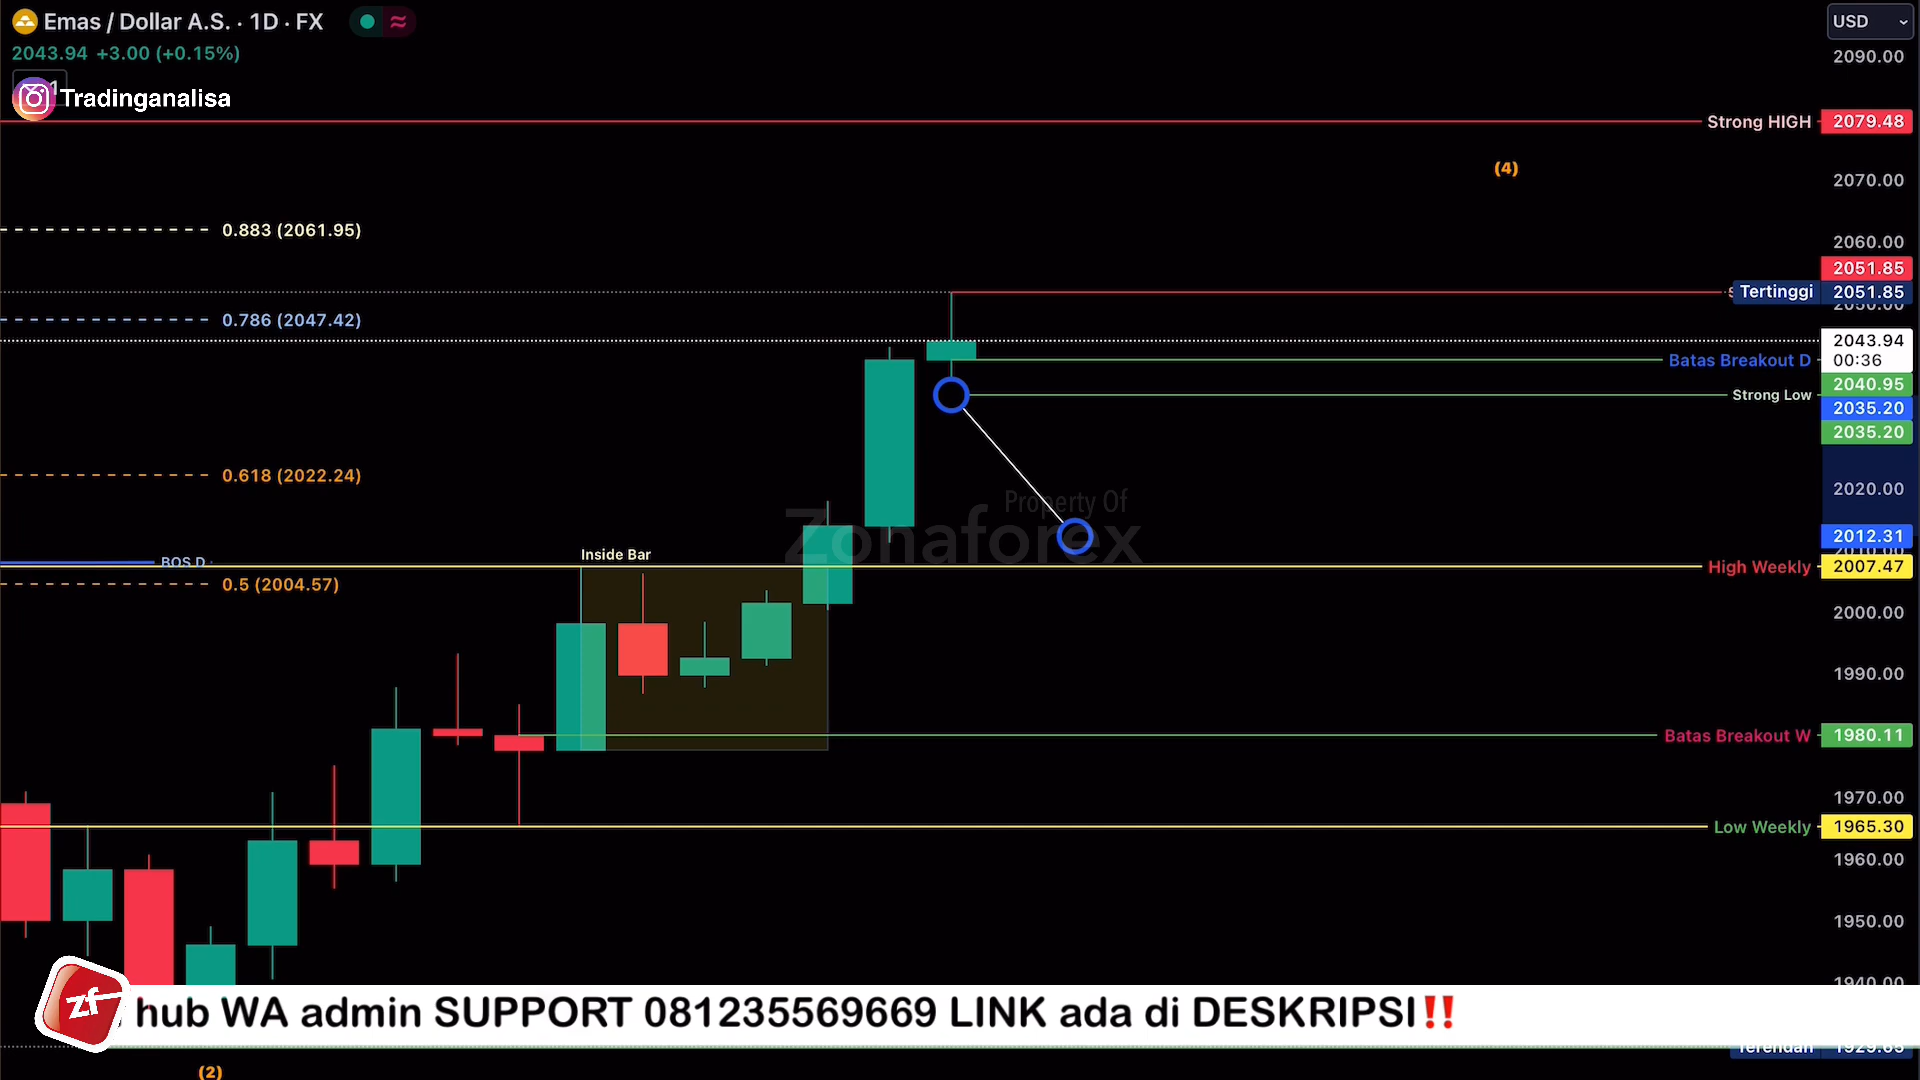 Emas / Dollar A.S. · 1D · FX
2043.94 +3.00 (+0.15%)
Tradinganalisa
USD
2090.00
Strong HIGH 2079.48
(4)
2070.00
0.883 (2061.95)
2060.00
2051.85
Tertinggi 2051.85
0.786 (2047.42)
2043.94
00:36
Batas Breakout D
2040.95
Strong Low
2035.20
2035.20
0.618 (2022.24)
2020.00
Property Of
Zonaforex
2012.31
Inside Bar
BOS D
High Weekly 2007.47
0.5 (2004.57)
2000.00
1990.00
Batas Breakout W 1980.11
1970.00
Low Weekly 1965.30
1960.00
1950.00
1940.00
zf
hub WA admin SUPPORT 081235569669 LINK ada di DESKRIPSI‼️
(2)